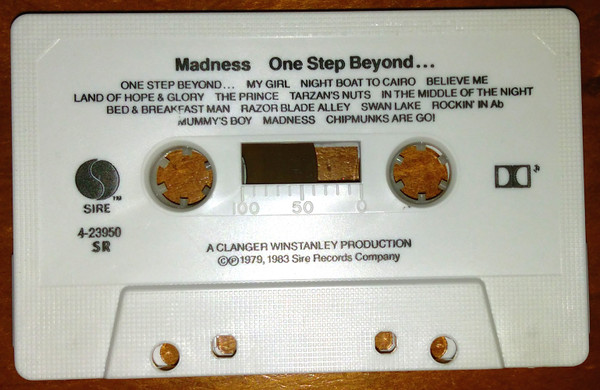 Madness One Step Beyond...
ONE STEP BEYOND... MY GIRL NIGHT BOAT TO CAIRO BELIEVE ME
LAND OF HOPE & GLORY THE PRINCE TARZAN'S NUTS IN THE MIDDLE OF THE NIGHT
BED & BREAKFAST MAN RAZOR BLADE ALLEY SWAN LAKE ROCKIN' IN Ab
MUMMY'S BOY MADNESS CHIPMUNKS ARE GO!
S
SIRE™
100 50 0
4-23950
SR
A CLANGER WINSTANLEY PRODUCTION
©℗1979, 1983 Sire Records Company